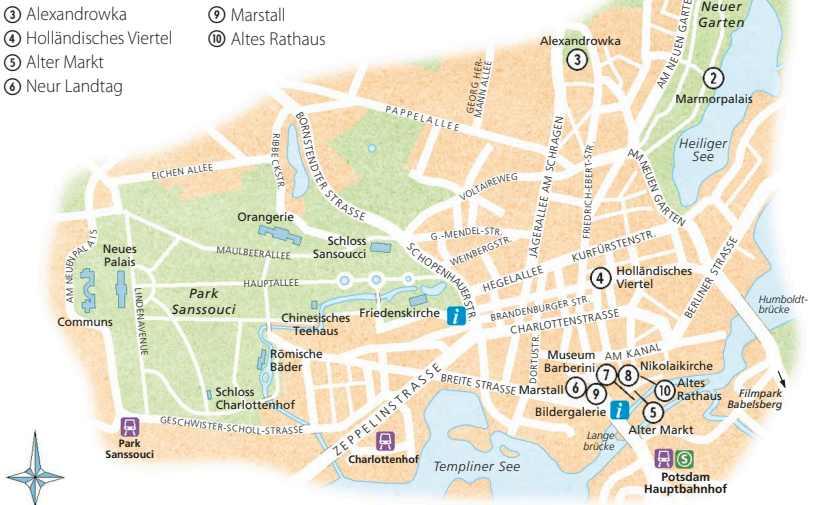 ③ Alexandrowka
④ Holländisches Viertel
⑤ Alter Markt
⑥ Neur Landtag
⑨ Marstall
⑩ Altes Rathaus
Neuer
Garten
AM NEUEN GARTEN
Alexandrowka
3
2
Marmorpalais
GEORG HER-
MANN ALLEE
PAPPELALLEE
BORNSTENDTER STRASSE
RIBBECKSTR.
EICHEN ALLEE
Heiliger
See
AM NEUEN GARTEN
JÄGERALLEE AM SCHRAGEN
FRIEDRICH-EBERT-STR.
VOLTAIREWEG
Orangerie
G.-MENDEL-STR.
WEINBERGSTR.
Schloss
Sansoucci
SCHOPENHAUERSTR.
KURFÜRSTENSTR.
HEGELALLEE
BERLINER STRASSE
AM NEUEN PALAIS
Neues
Palais
MAULBEERALLEE
HAUPTALLEE
Park
Sanssouci
LINDENAVENUE
Communs
Holländisches
Viertel
4
Humboldt-
brücke
BRANDENBURGER STR.
CHARLOTTENSTRASSE
Chinesisches
Teehaus
Friedenskirche
i
Römische
Bäder
DORTUSTR.
Museum
Barberini
AM KANAL
7
8
Nikolaikirche
BREITE STRASSE
Marstall
6
9
10
Altes
Rathaus
Filmpark
Babelsberg
Schloss
Charlottenhof
Bildergalerie
i
5
Alter Markt
ZEPPELINSTRASSE
GESCHWISTER-SCHOLL-STRASSE
Park
Sanssouci
Charlottenhof
Templiner See
Lange
brücke
S
Potsdam
Hauptbahnhof